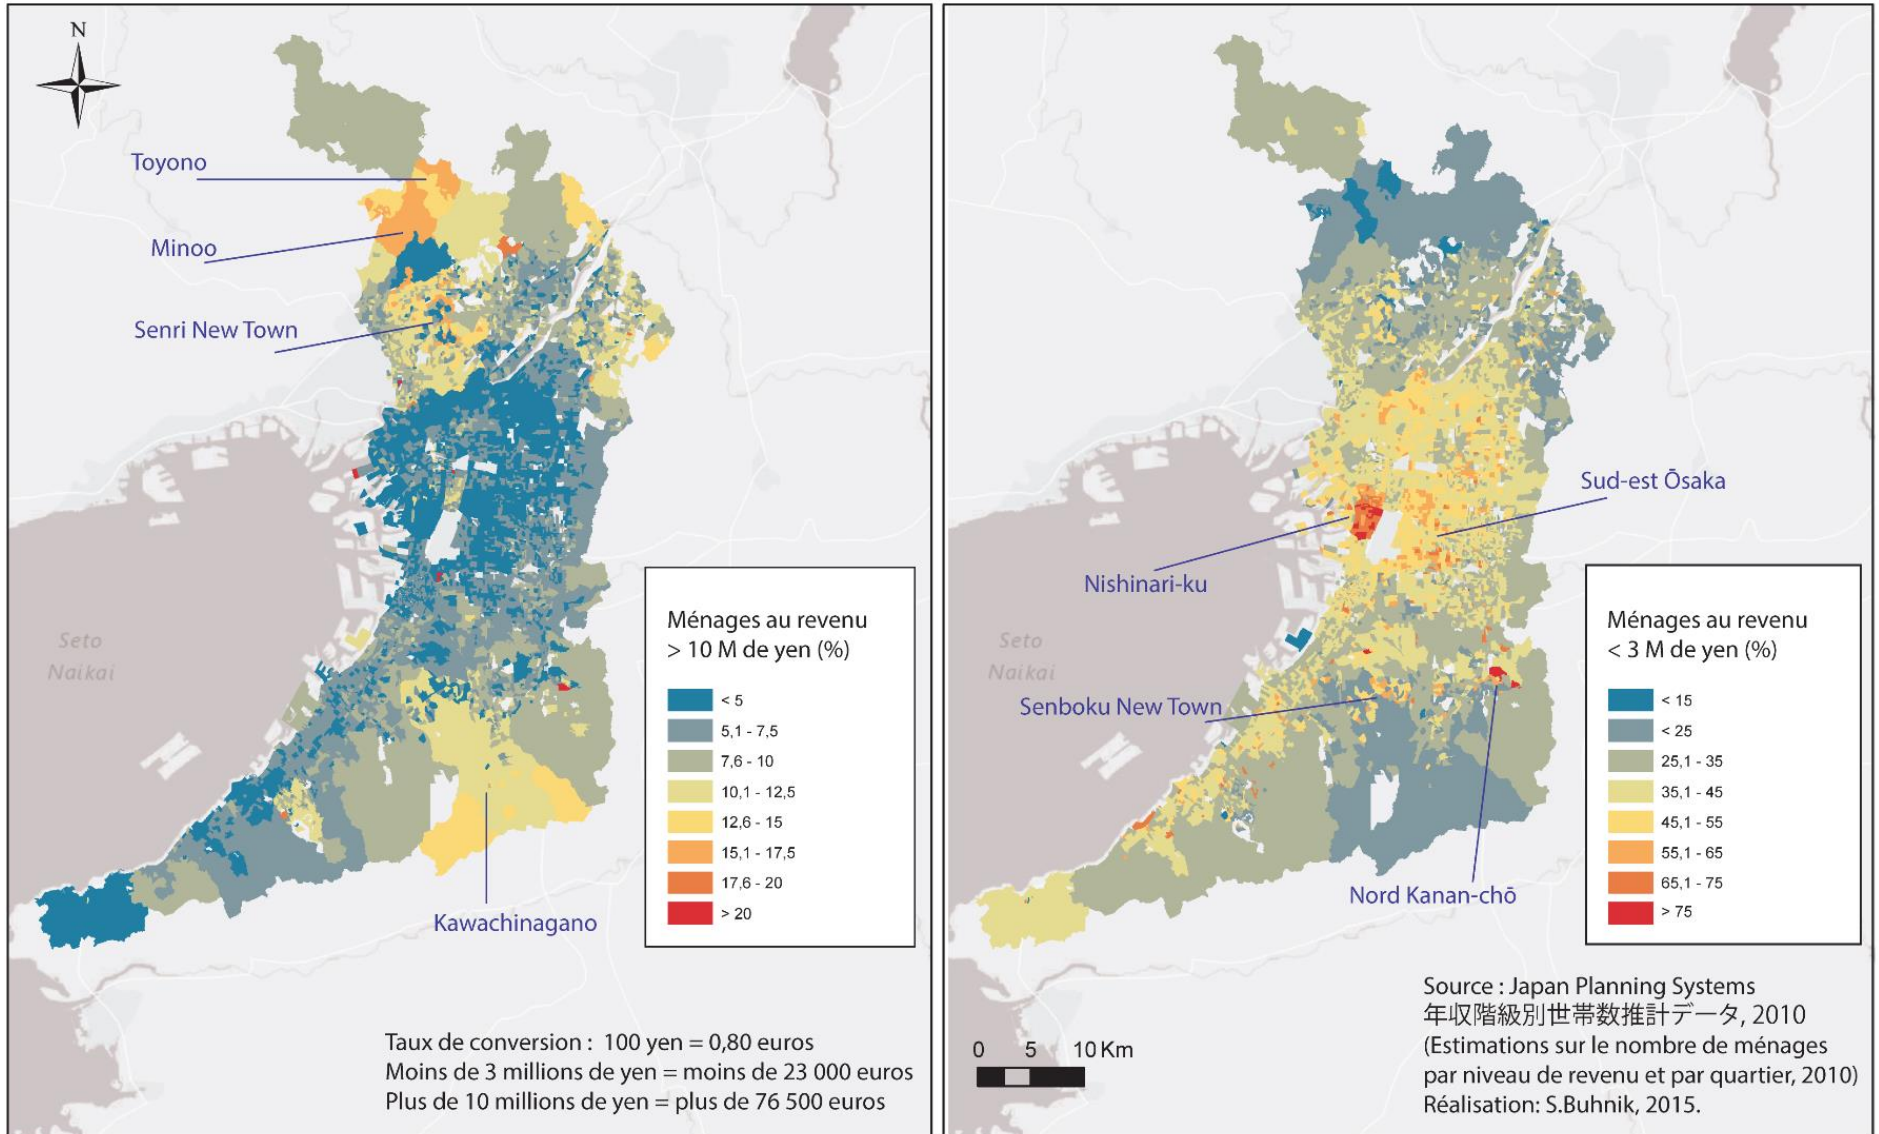 N
Toyono
Minoo
Senri New Town
Seto
Naikai
Kawachinagano
Ménages au revenu
> 10 M de yen (%)
< 5
5,1 - 7,5
7,6 - 10
10,1 - 12,5
12,6 - 15
15,1 - 17,5
17,6 - 20
> 20
Taux de conversion : 100 yen = 0,80 euros
Moins de 3 millions de yen = moins de 23 000 euros
Plus de 10 millions de yen = plus de 76 500 euros
Sud-est Ōsaka
Nishinari-ku
Seto
Naikai
Senboku New Town
Nord Kanan-chō
Ménages au revenu
< 3 M de yen (%)
< 15
< 25
25,1 - 35
35,1 - 45
45,1 - 55
55,1 - 65
65,1 - 75
> 75
0 5 10 Km
Source : Japan Planning Systems
年収階級別世帯数推計データ, 2010
(Estimations sur le nombre de ménages
par niveau de revenu et par quartier, 2010)
Réalisation: S.Buhnik, 2015.